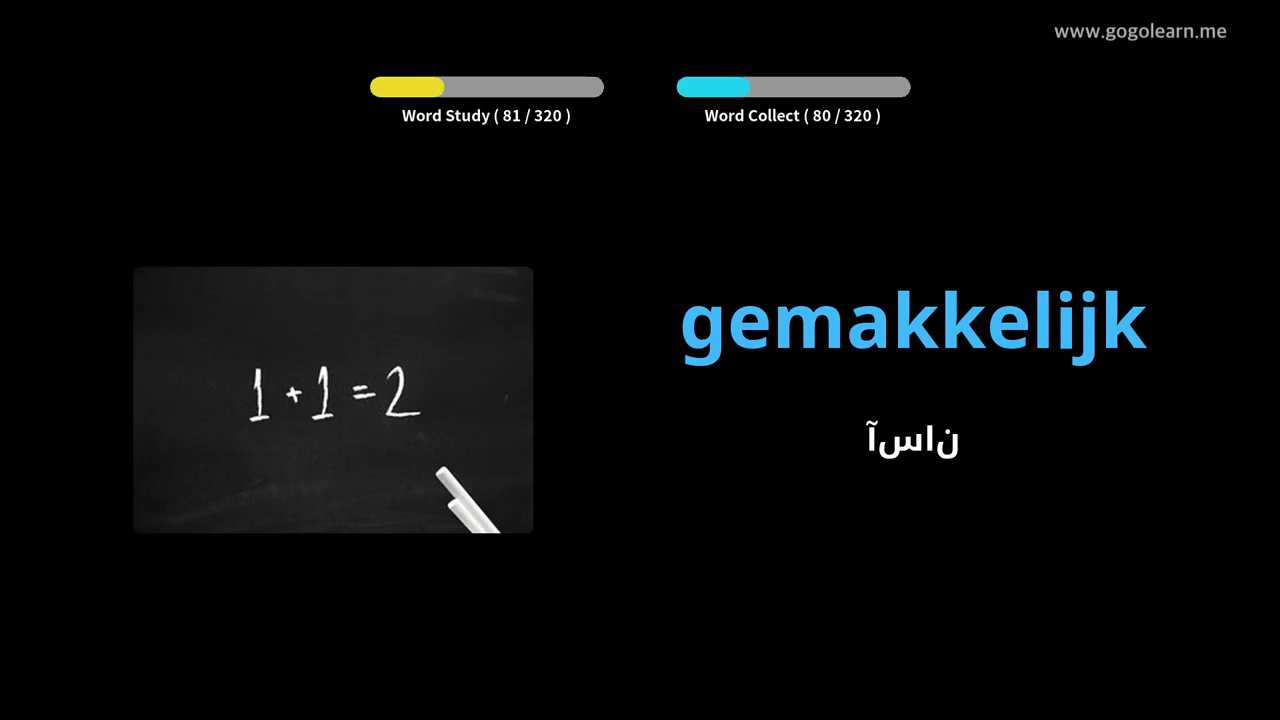 www.gogolearn.me
Word Study ( 81 / 320 )
Word Collect ( 80 / 320 )
1 + 1 = 2
gemakkelijk
آسان